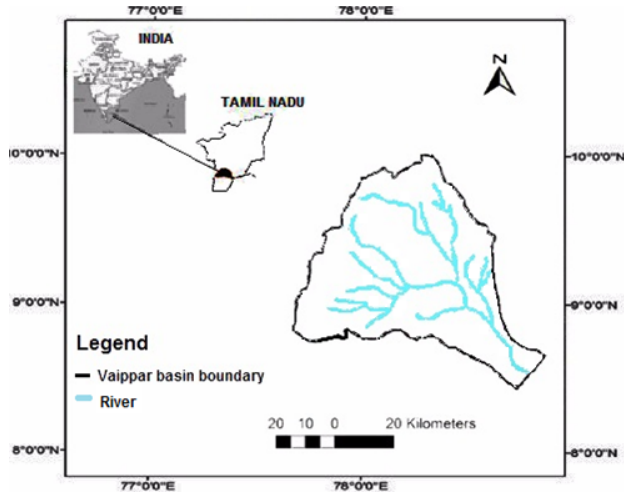 77°0'0"E 78°0'0"E
INDIA
N
TAMIL NADU
10°0'0"N 10°0'0"N
9°0'0"N 9°0'0"N
Legend
Vaippar basin boundary
River
20 10 0 20 Kilometers
8°0'0"N 8°0'0"N
77°0'0"E 78°0'0"E